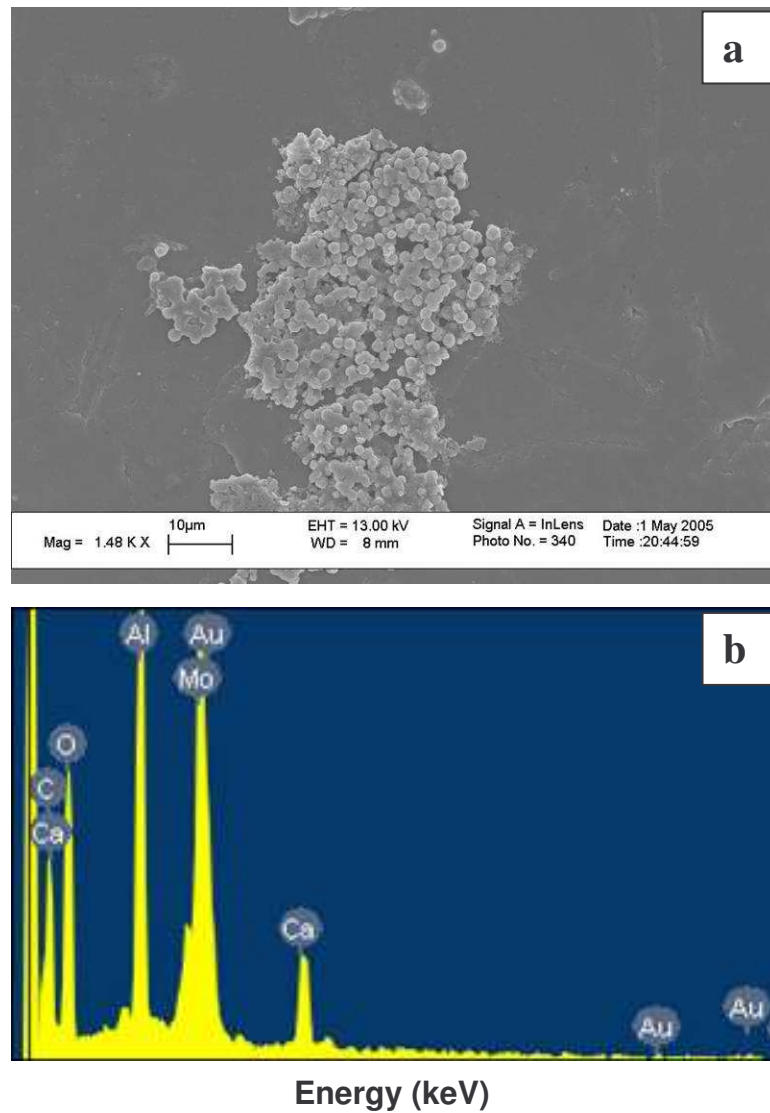 a
10µm
EHT = 13.00 kV
Signal A = InLens
Date :1 May 2005
Mag = 1.48 K X
WD = 8 mm
Photo No. = 340
Time :20:44:59
b
Al
Au
Mo
O
C
Ca
Ca
Au
Au
Energy (keV)